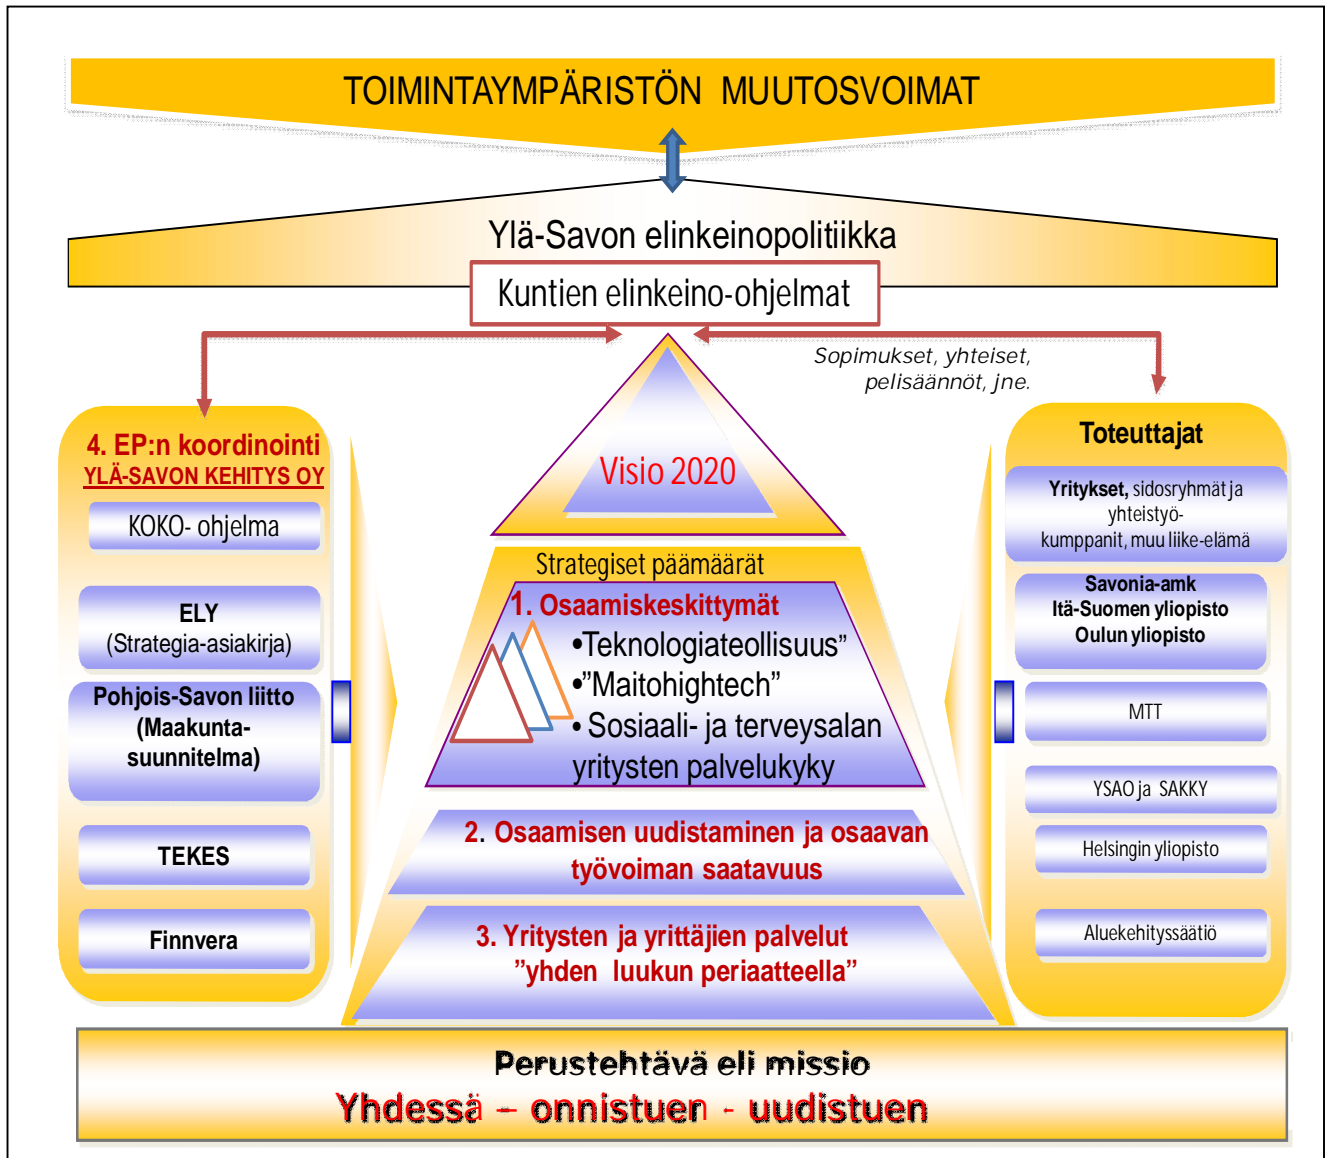 TOIMINTAYMPÄRISTÖN MUUTOSVOIMAT
Ylä-Savon elinkeinopolitiikka
Kuntien elinkeino-ohjelmat
Sopimukset, yhteiset,
pelisäännöt, jne.
4. EP:n koordinointi
YLÄ-SAVON KEHITYS OY
KOKO- ohjelma
ELY
(Strategia-asiakirja)
Pohjois-Savon liitto
(Maakunta-
suunnitelma)
TEKES
Finnvera
Visio 2020
Strategiset päämäärät
1. Osaamiskeskittymät
•Teknologiateollisuus”
•”Maitohightech”
• Sosiaali- ja terveysalan
yritysten palvelukyky
2. Osaamisen uudistaminen ja osaavan
työvoiman saatavuus
3. Yritysten ja yrittäjien palvelut
”yhden luukun periaatteella”
Toteuttajat
Yritykset, sidosryhmät ja
yhteistyö-
kumppanit, muu liike-elämä
Savonia-amk
Itä-Suomen yliopisto
Oulun yliopisto
MTT
YSAO ja SAKKY
Helsingin yliopisto
Aluekehityssäätiö
Perustehtävä eli missio
Yhdessä – onnistuen - uudistuen